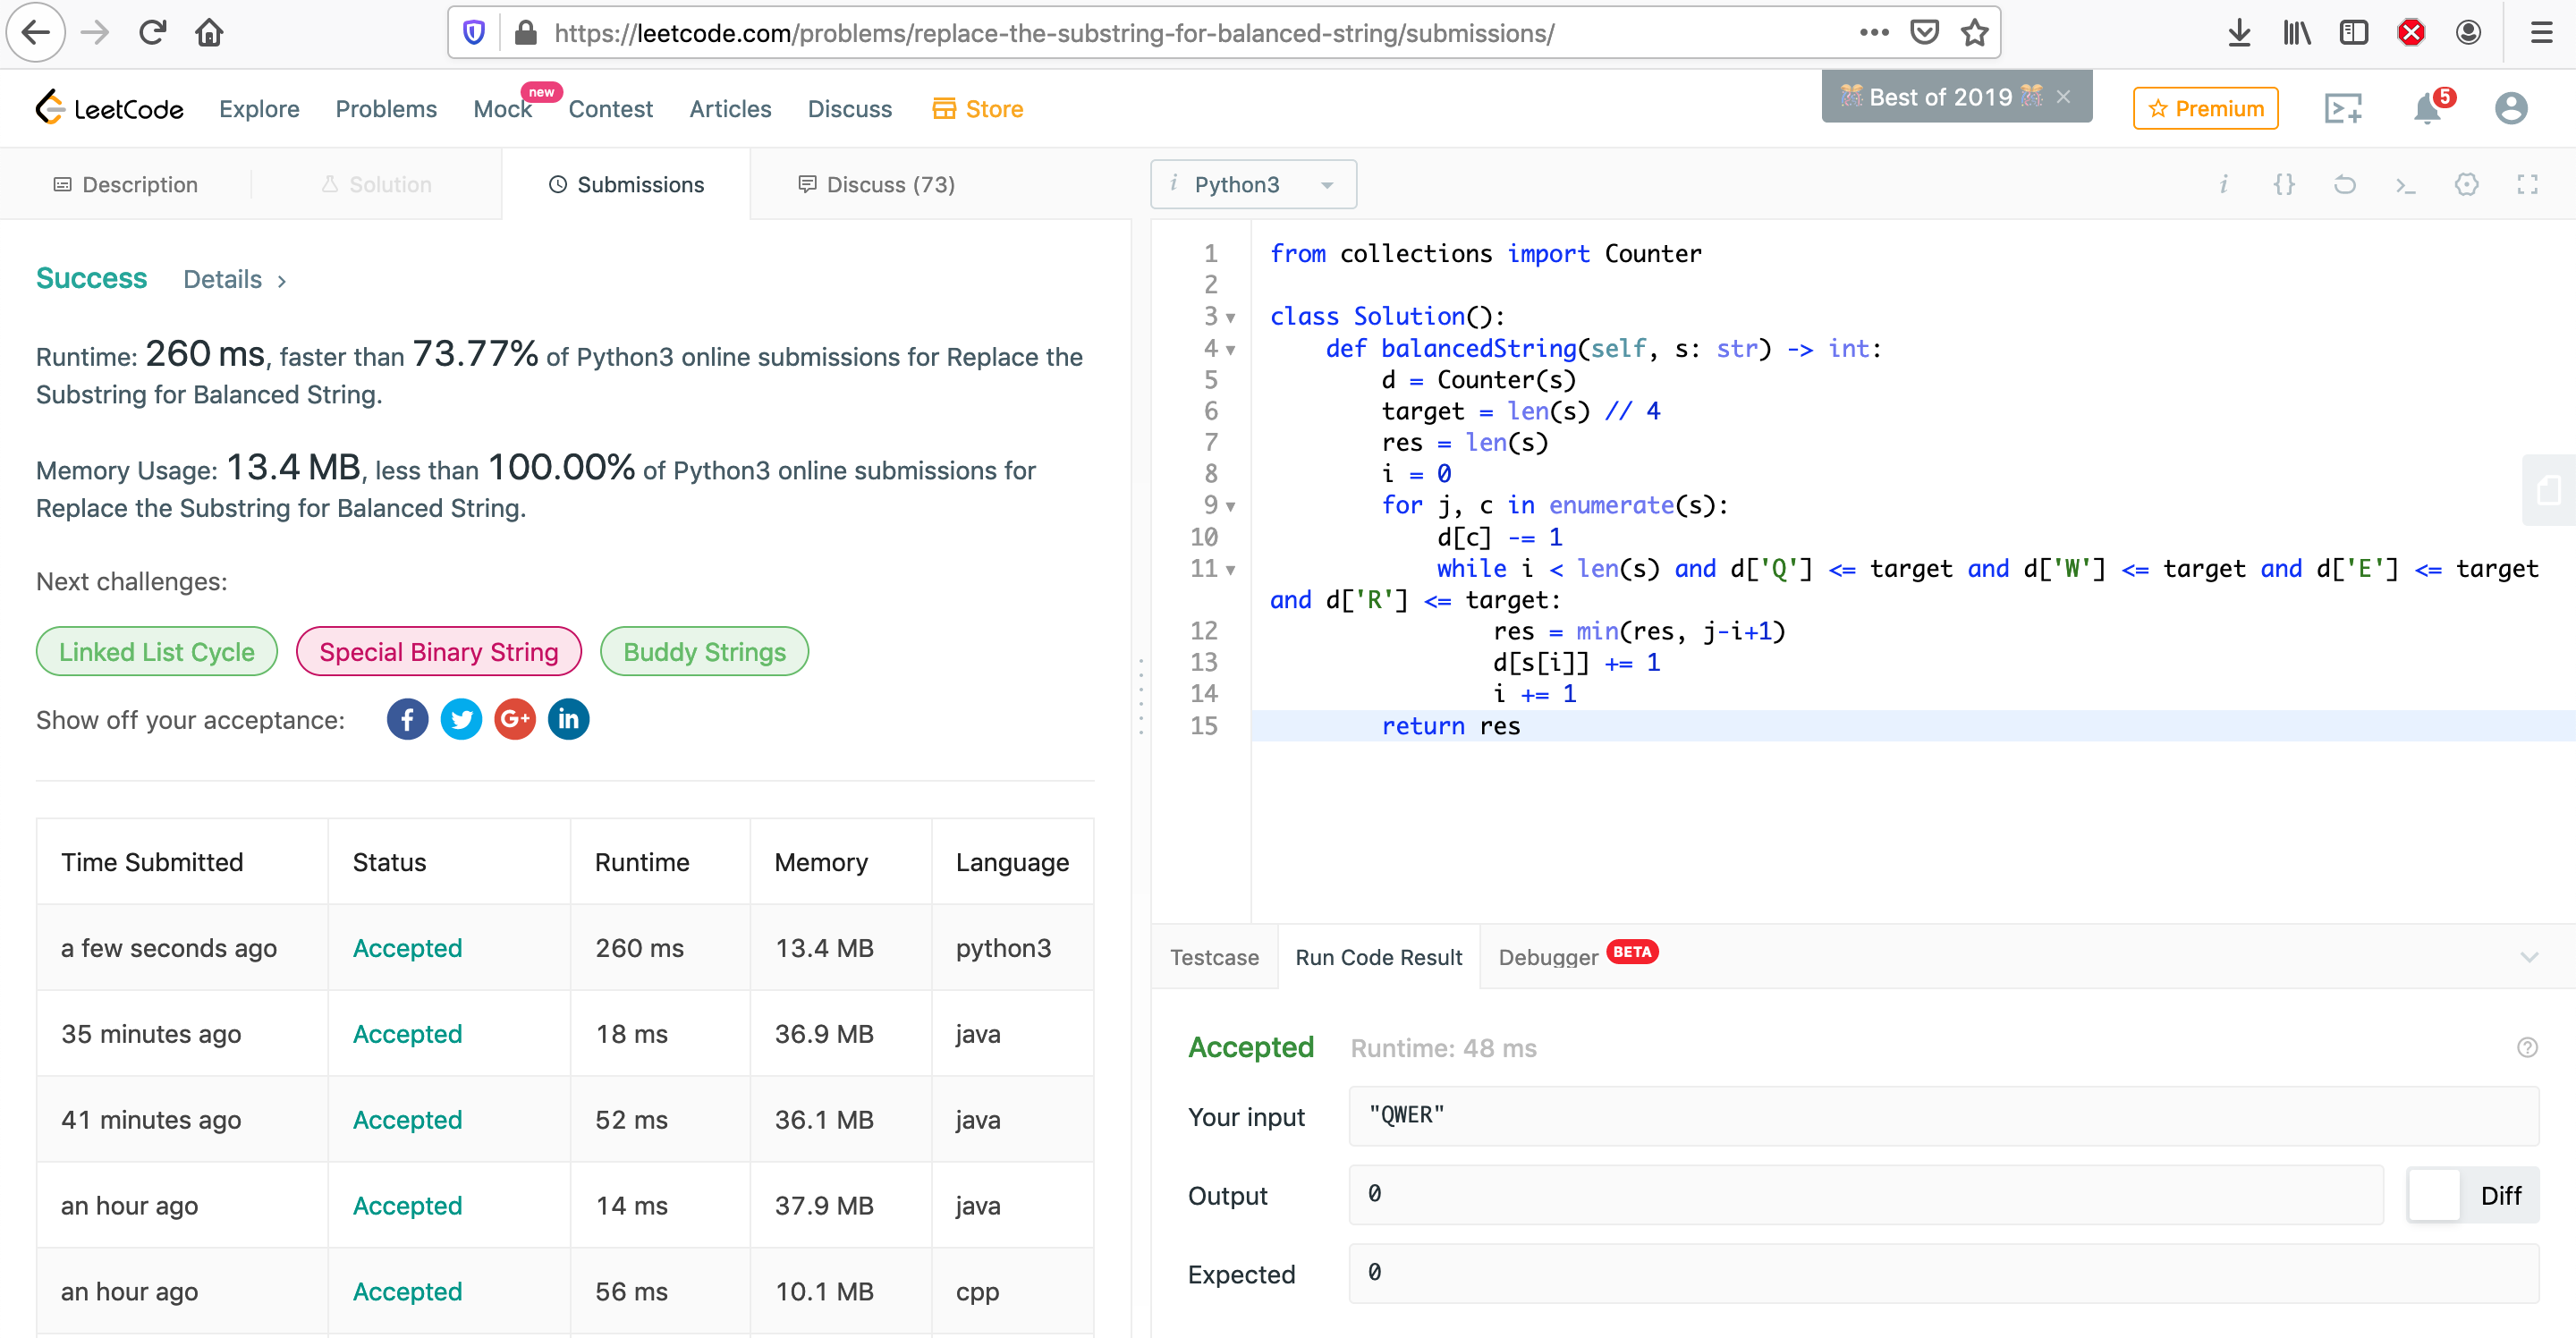 https://leetcode.com/problems/replace-the-substring-for-balanced-string/submissions/
LeetCode Explore Problems Mock new Contest Articles Discuss Store Best of 2019 × Premium 5
Description Solution Submissions Discuss (73) i Python3
Success Details >
Runtime: 260 ms, faster than 73.77% of Python3 online submissions for Replace the
Substring for Balanced String.
Memory Usage: 13.4 MB, less than 100.00% of Python3 online submissions for
Replace the Substring for Balanced String.
Next challenges:
Linked List Cycle Special Binary String Buddy Strings
Show off your acceptance: f G+ in
Time Submitted Status Runtime Memory Language
a few seconds ago Accepted 260 ms 13.4 MB python3
35 minutes ago Accepted 18 ms 36.9 MB java
41 minutes ago Accepted 52 ms 36.1 MB java
an hour ago Accepted 14 ms 37.9 MB java
an hour ago Accepted 56 ms 10.1 MB cpp
1 from collections import Counter
2
3 class Solution():
4     def balancedString(self, s: str) -> int:
5         d = Counter(s)
6         target = len(s) // 4
7         res = len(s)
8         i = 0
9         for j, c in enumerate(s):
10             d[c] -= 1
11             while i < len(s) and d['Q'] <= target and d['W'] <= target and d['E'] <= target
and d['R'] <= target:
12                 res = min(res, j-i+1)
13                 d[s[i]] += 1
14                 i += 1
15         return res
Testcase Run Code Result Debugger BETA
Accepted Runtime: 48 ms
Your input "QWER"
Output 0 Diff
Expected 0